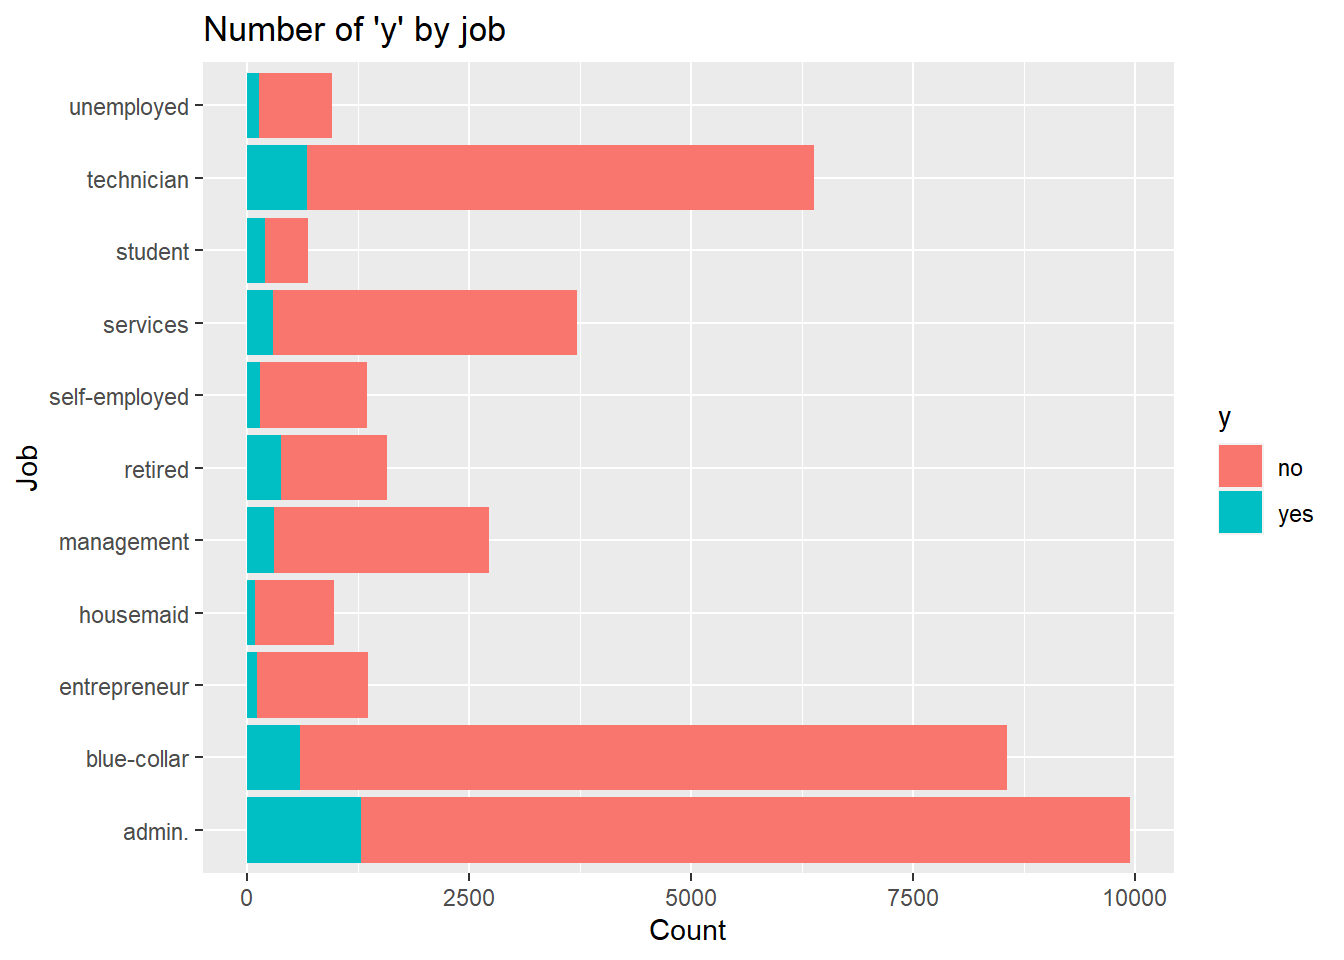 Number of 'y' by job
unemployed
technician
student
services
self-employed
retired
management
housemaid
entrepreneur
blue-collar
admin.
Job
0 2500 5000 7500 10000
Count
y
no
yes